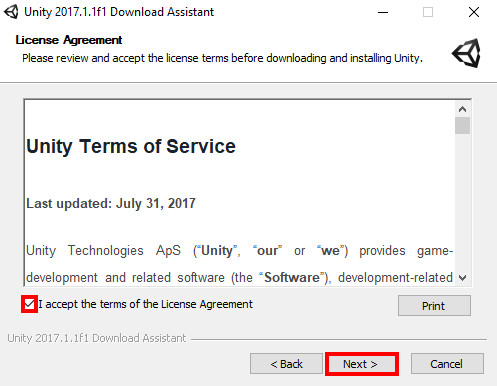 Unity 2017.1.1f1 Download Assistant
License Agreement
Please review and accept the license terms before downloading and installing Unity.
Unity Terms of Service
Last updated: July 31, 2017
Unity Technologies ApS (“Unity”, “our” or “we”) provides game-
development and related software (the “Software”), development-related
I accept the terms of the License Agreement
Print
Unity 2017.1.1f1 Download Assistant
< Back
Next >
Cancel